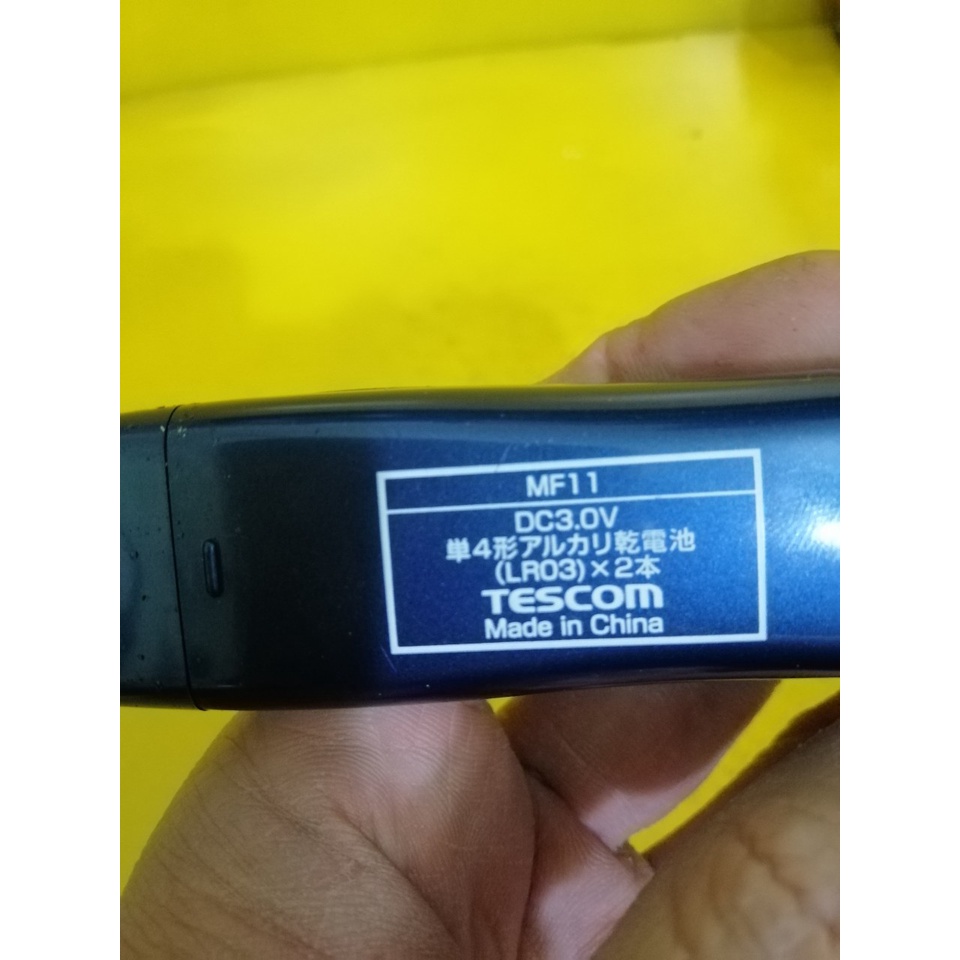 MF11
DC3.0V
単4形アルカリ乾電池
(LR03)×2本
TESCOM
Made in China